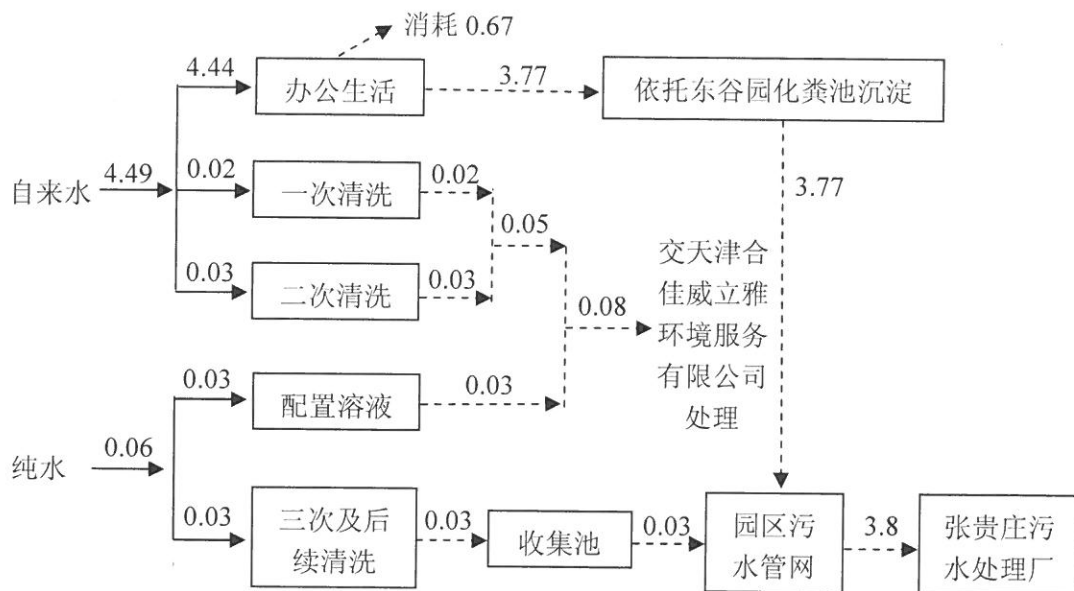 消耗 0.67
4.44
办公生活
3.77
依托东谷园化粪池沉淀
自来水
4.49
0.02
一次清洗
0.02
3.77
0.05
0.03
二次清洗
0.03
0.08
交天津合
佳威立雅
环境服务
有限公司
处理
0.03
配置溶液
0.03
纯水
0.06
0.03
三次及后
续清洗
0.03
收集池
0.03
园区污
水管网
3.8
张贵庄污
水处理厂